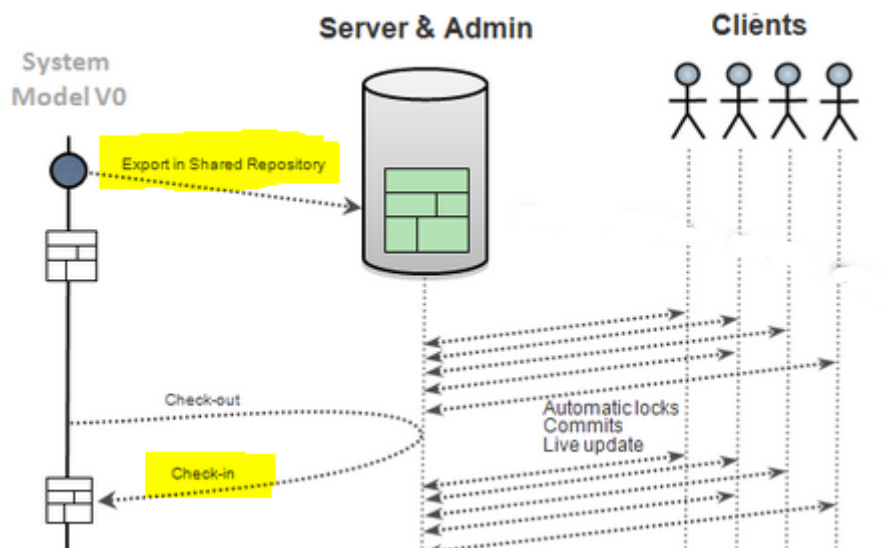 Server & Admin
Clients
System
Model V0
Export in Shared Repository
Check-out
Automatic locks
Commits
Live update
Check-in